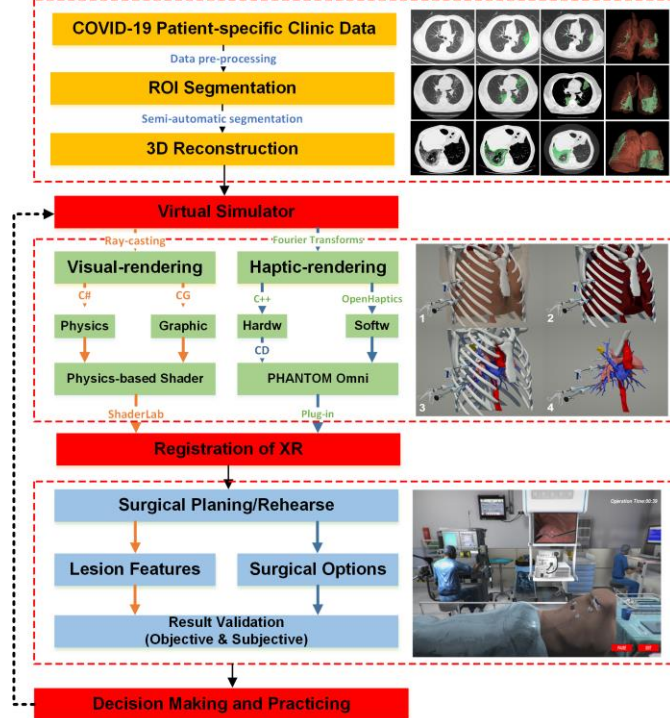 COVID-19 Patient-specific Clinic Data
Data pre-processing
ROI Segmentation
Semi-automatic segmentation
3D Reconstruction
Virtual Simulator
Ray-casting
Fourier Transforms
Visual-rendering
Haptic-rendering
C#
CG
C++
OpenHaptics
Physics
Graphic
Hardw
Softw
CD
Physics-based Shader
PHANTOM Omni
ShaderLab
Plug-in
1
2
3
4
Registration of XR
Surgical Planing/Rehearse
Operation Time:00:39
Lesion Features
Surgical Options
Result Validation
(Objective & Subjective)
Decision Making and Practicing